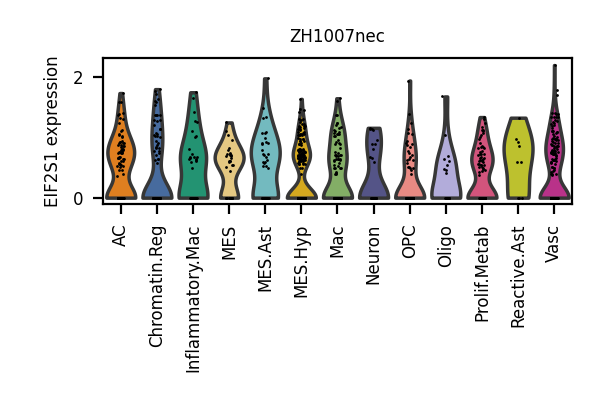 ZH1007nec
EIF2S1 expression
2
0
AC
Chromatin.Reg
Inflammatory.Mac
MES
MES.Ast
MES.Hyp
Mac
Neuron
OPC
Oligo
Prolif.Metab
Reactive.Ast
Vasc